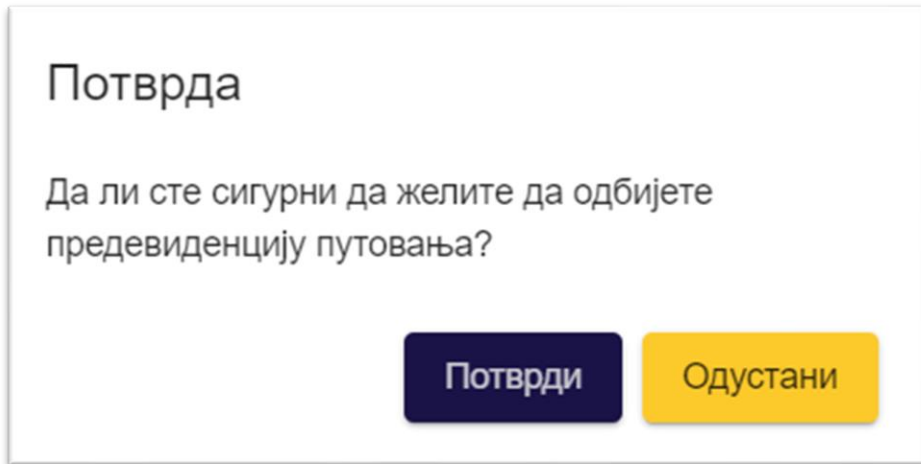 Потврда
Да ли сте сигурни да желите да одбијете
предевиденцију путовања?
Потврди Одустани